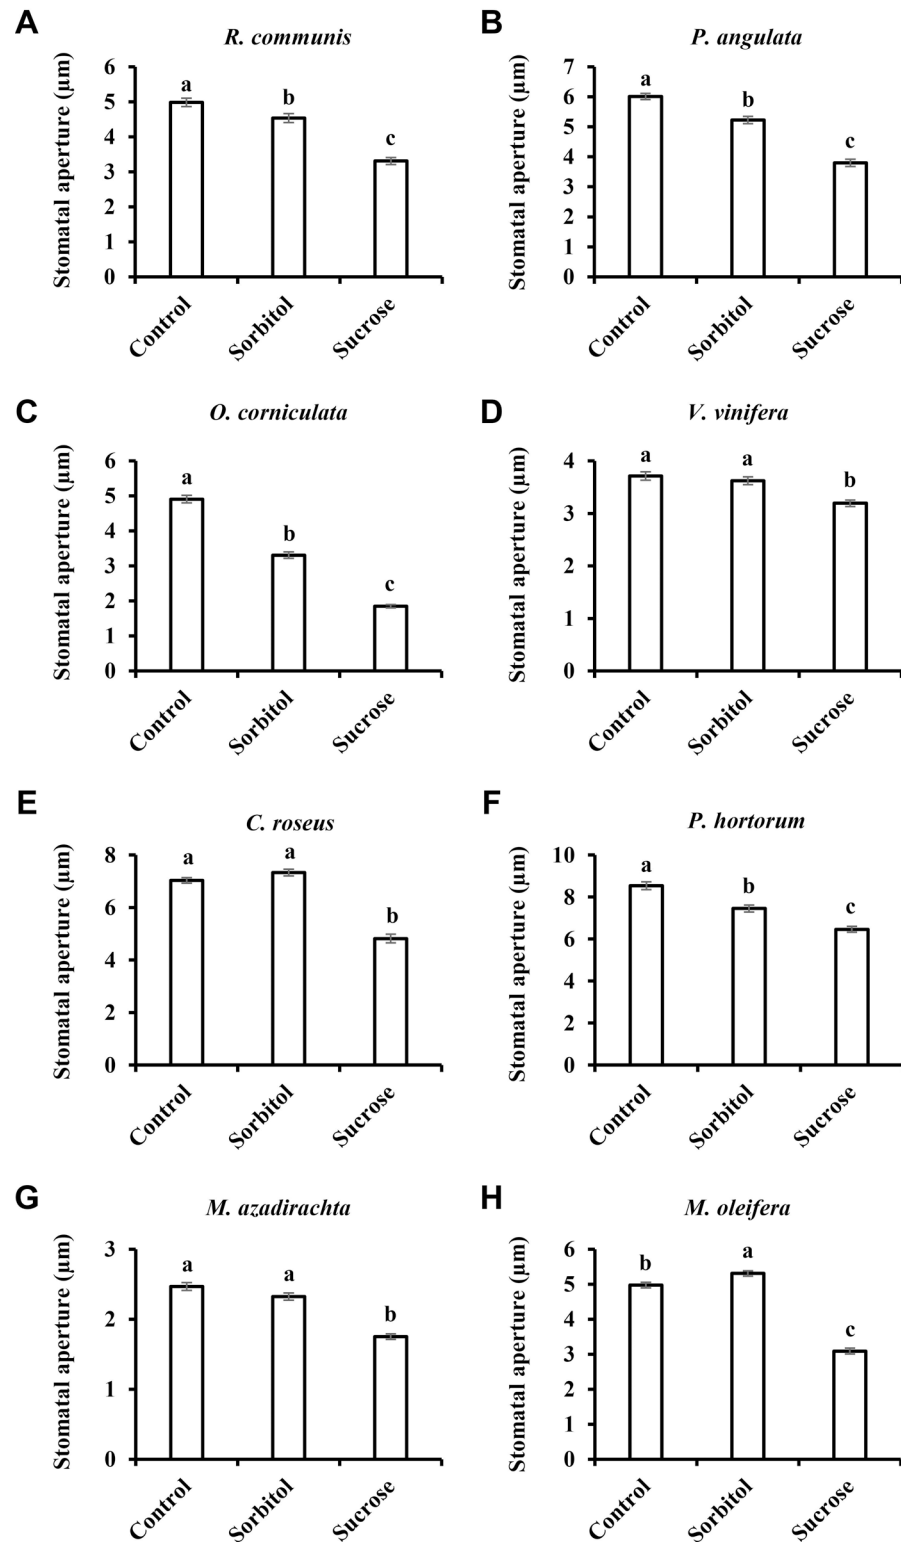 A
R. communis
Stomatal aperture (μm)
6
5
4
3
2
1
0
a
b
c
Control
Sorbitol
Sucrose
B
P. angulata
Stomatal aperture (μm)
7
6
5
4
3
2
1
0
a
b
c
Control
Sorbitol
Sucrose
C
O. corniculata
Stomatal aperture (μm)
6
5
4
3
2
1
0
a
b
c
Control
Sorbitol
Sucrose
D
V. vinifera
Stomatal aperture (μm)
4
3
2
1
0
a
a
b
Control
Sorbitol
Sucrose
E
C. roseus
Stomatal aperture (μm)
8
6
4
2
0
a
a
b
Control
Sorbitol
Sucrose
F
P. hortorum
Stomatal aperture (μm)
10
8
6
4
2
0
a
b
c
Control
Sorbitol
Sucrose
G
M. azadirachta
Stomatal aperture (μm)
3
2
1
0
a
a
b
Control
Sorbitol
Sucrose
H
M. oleifera
Stomatal aperture (μm)
6
5
4
3
2
1
0
b
a
c
Control
Sorbitol
Sucrose